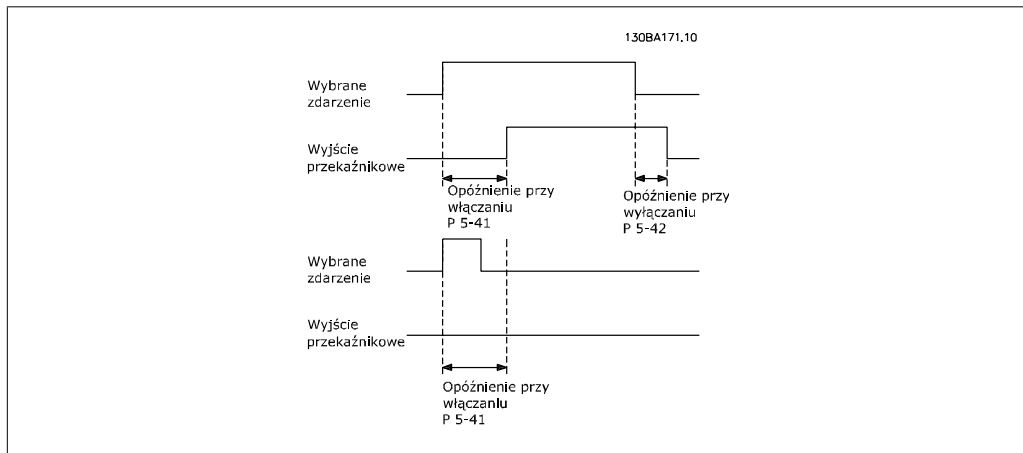 130BA171.10
Wybrane
zdarzenie
Wyjście
przekaźnikowe
Opóźnienie przy
włączaniu
P 5-41
Opóźnienie przy
wyłączaniu
P 5-42
Wybrane
zdarzenie
Wyjście
przekaźnikowe
Opóźnienie przy
włączaniu
P 5-41